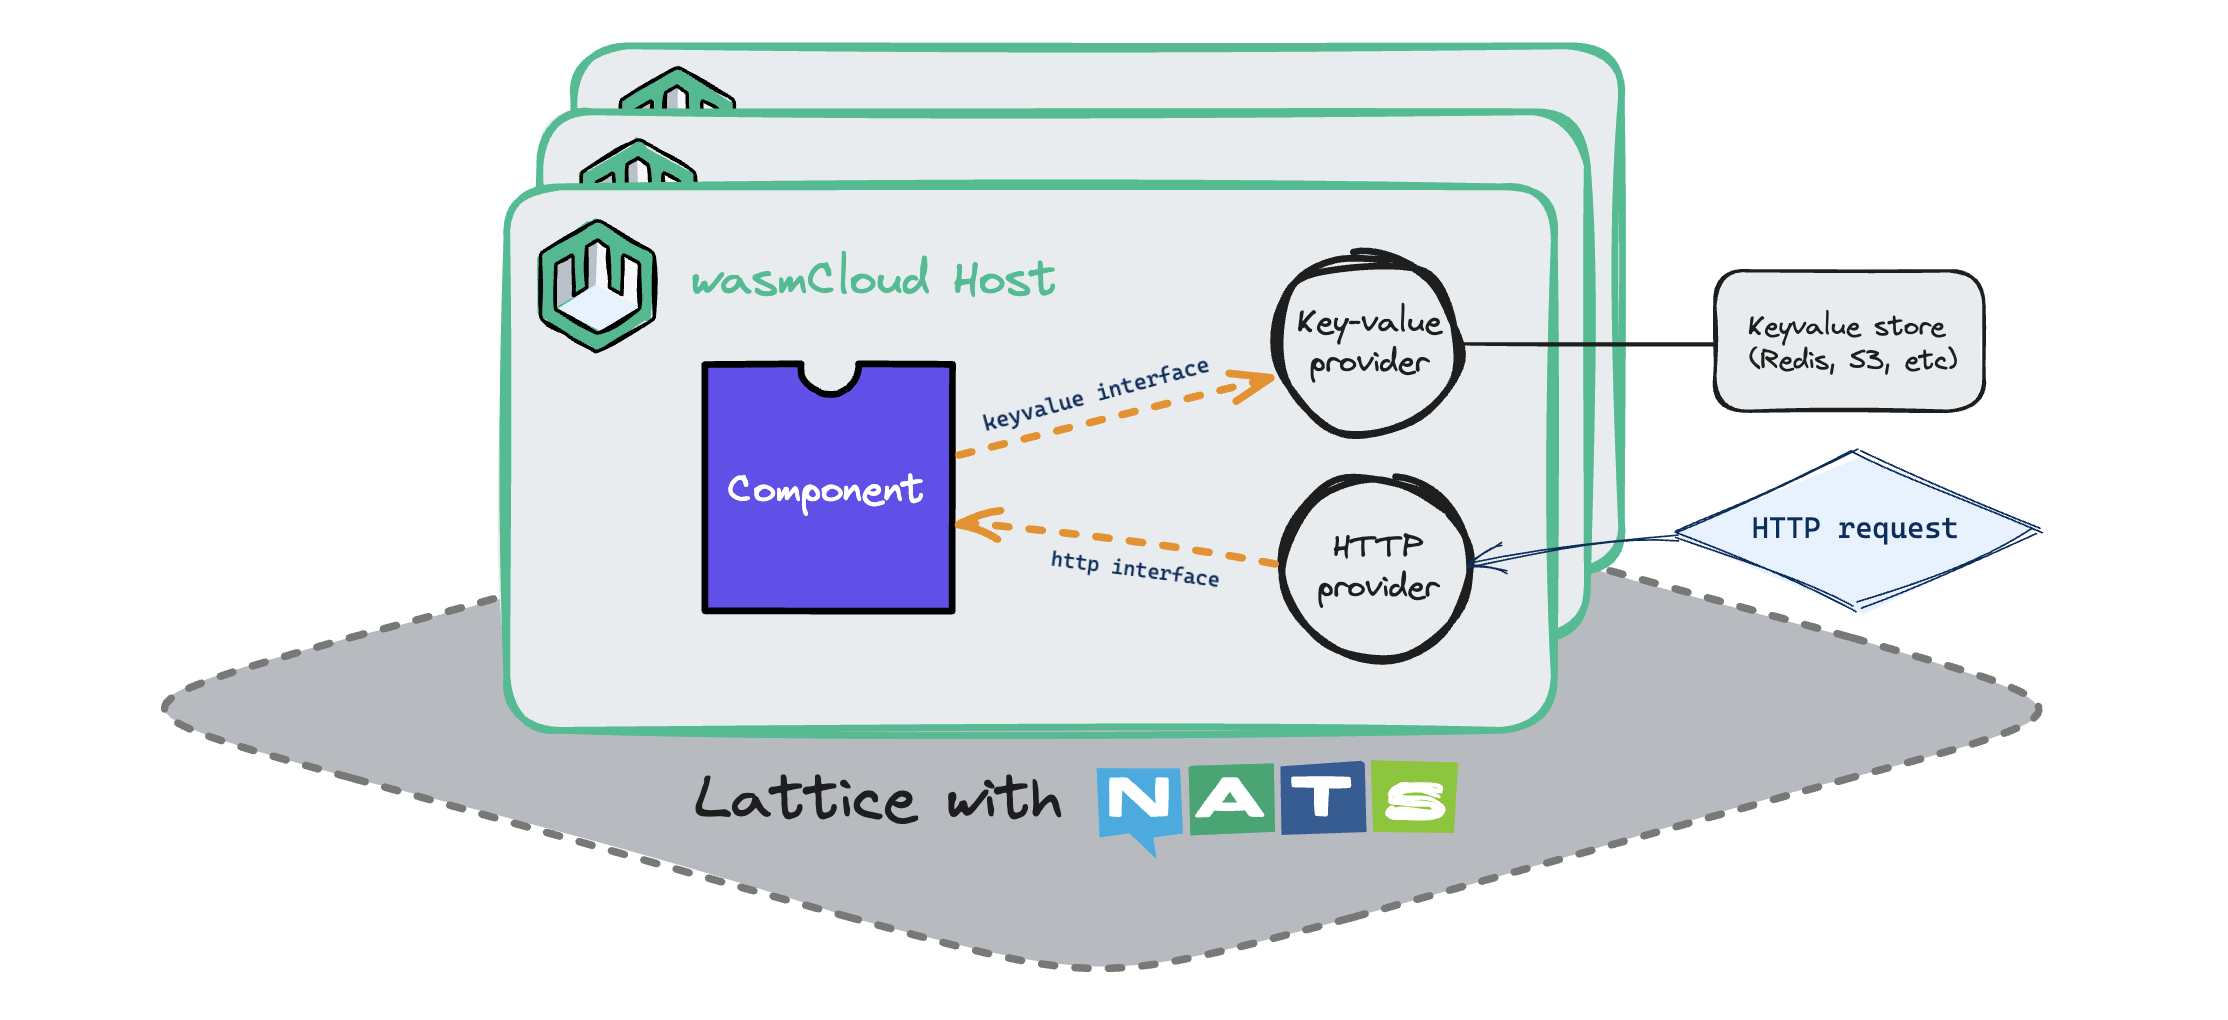 wasmCloud Host
Key-value
provider
Keyvalue store
(Redis, S3, etc)
keyvalue interface
Component
HTTP request
http interface
HTTP
provider
Lattice with NATS